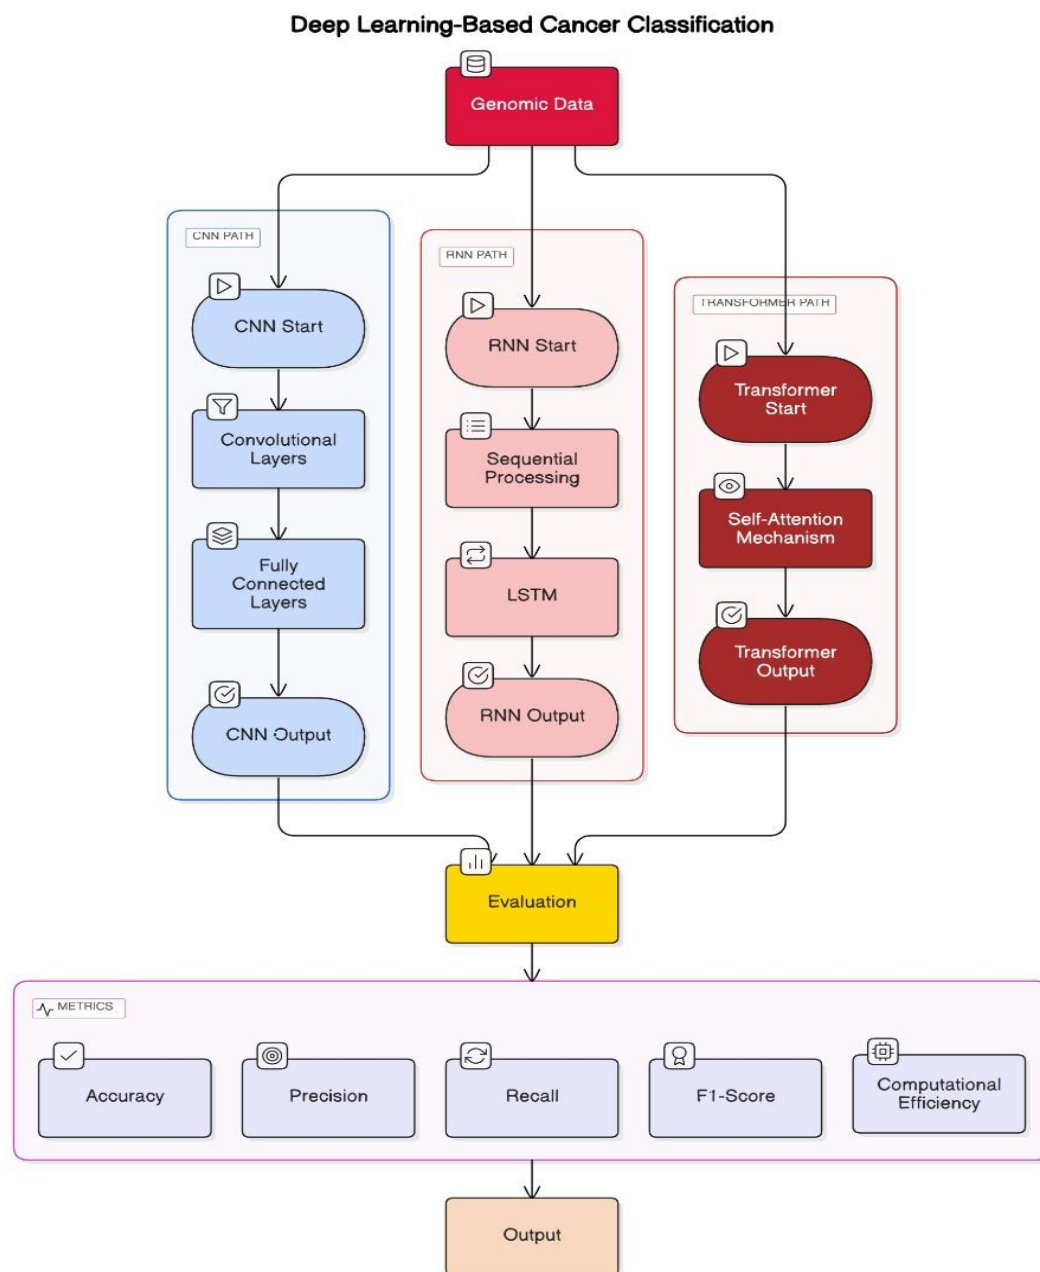 Deep Learning-Based Cancer Classification
Genomic Data
CNN PATH
CNN Start
Convolutional
Layers
Fully
Connected
Layers
CNN Output
RNN PATH
RNN Start
Sequential
Processing
LSTM
RNN Output
TRANSFORMER PATH
Transformer
Start
Self-Attention
Mechanism
Transformer
Output
Evaluation
METRICS
Accuracy
Precision
Recall
F1-Score
Computational
Efficiency
Output